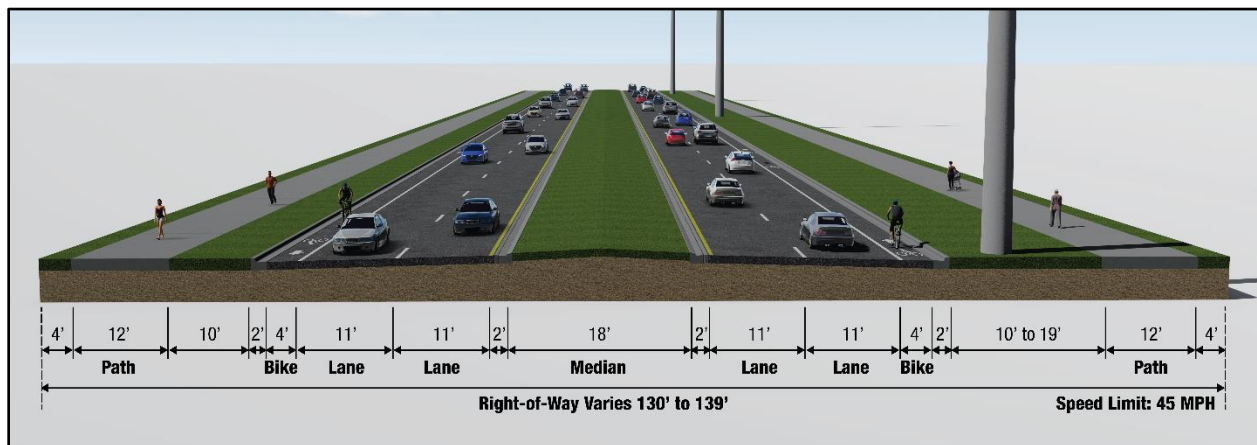 4’ 12’ 10’ 2’ 4’ 11’ 11’ 2’ 18’ 2’ 11’ 11’ 4’ 2’ 10’ to 19’ 12’ 4’
Path Bike Lane Lane Median Lane Lane Bike Path
Right-of-Way Varies 130’ to 139’ Speed Limit: 45 MPH